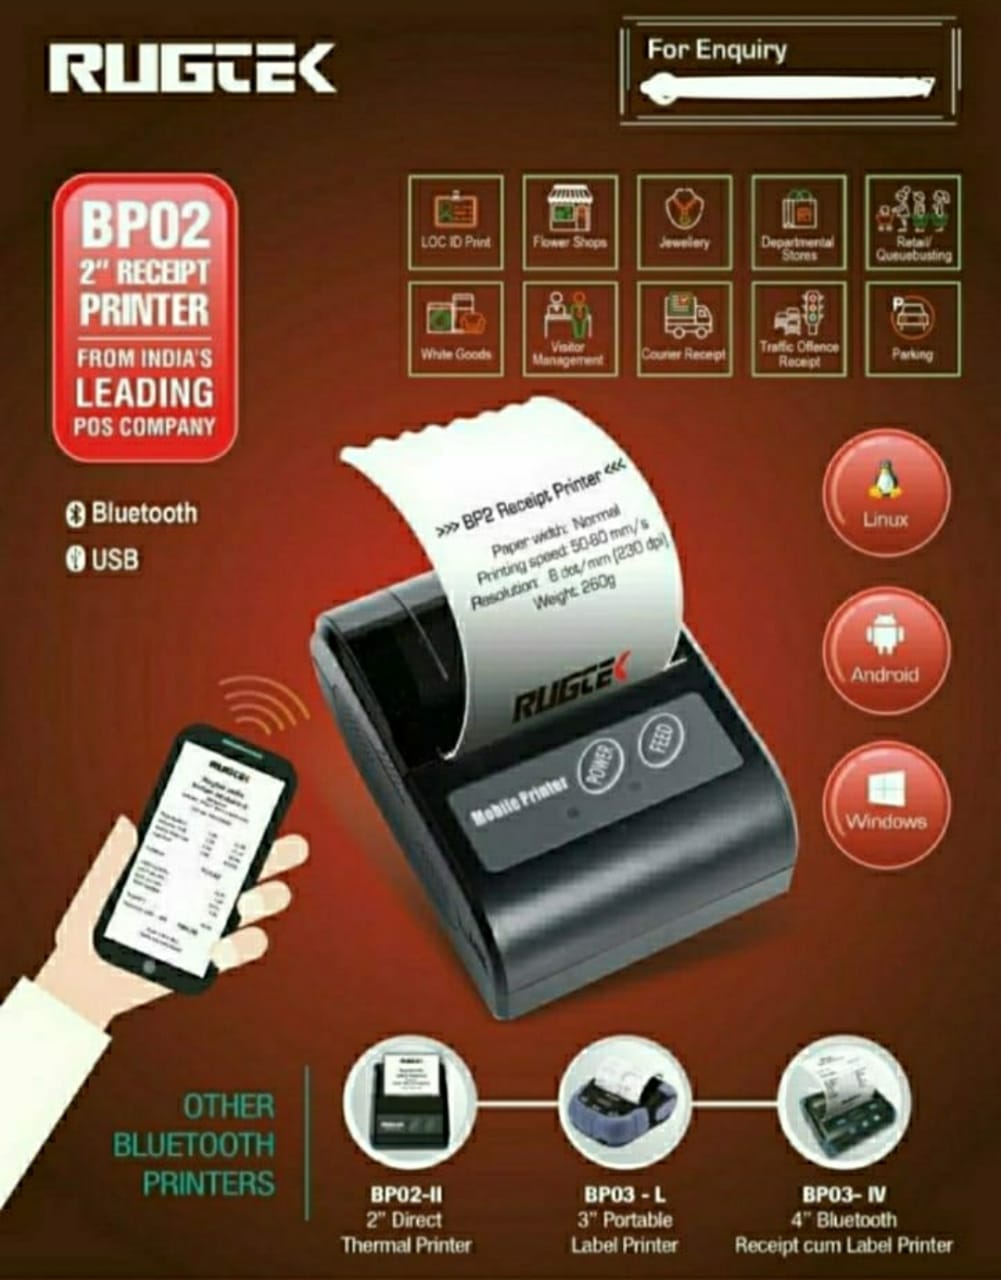 RUGTEK
For Enquiry
BP02
2" RECEIPT
PRINTER
FROM INDIA'S
LEADING
POS COMPANY
LOC ID Print
Flower Shops
Jewellery
Departmental
Stores
Retail/
Queuebusting
White Goods
Visitor
Management
Courier Receipt
Traffic Offence
Receipt
P
Parking
Bluetooth
USB
>>> BP2 Receipt Printer <<<
Paper width: Normal
Printing speed: 50-80 mm/s
Resolution: 8 dot/mm (230 dpi)
Weight: 260g
RUGTEK
Linux
Android
Windows
Mobile Printer
POWER
FEED
RUGTEK
OTHER
BLUETOOTH
PRINTERS
BP02-II
2" Direct
Thermal Printer
BP03 - L
3" Portable
Label Printer
BP03- IV
4" Bluetooth
Receipt cum Label Printer